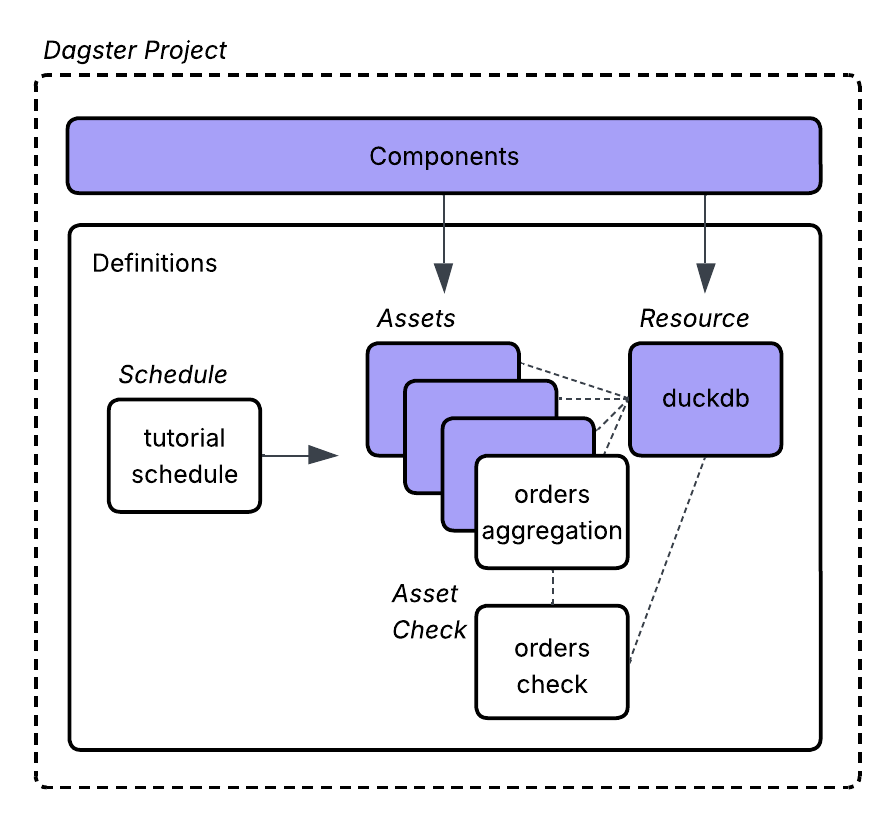 Dagster Project
Components
Definitions
Assets
Resource
Schedule
duckdb
tutorial
schedule
orders
aggregation
Asset
Check
orders
check